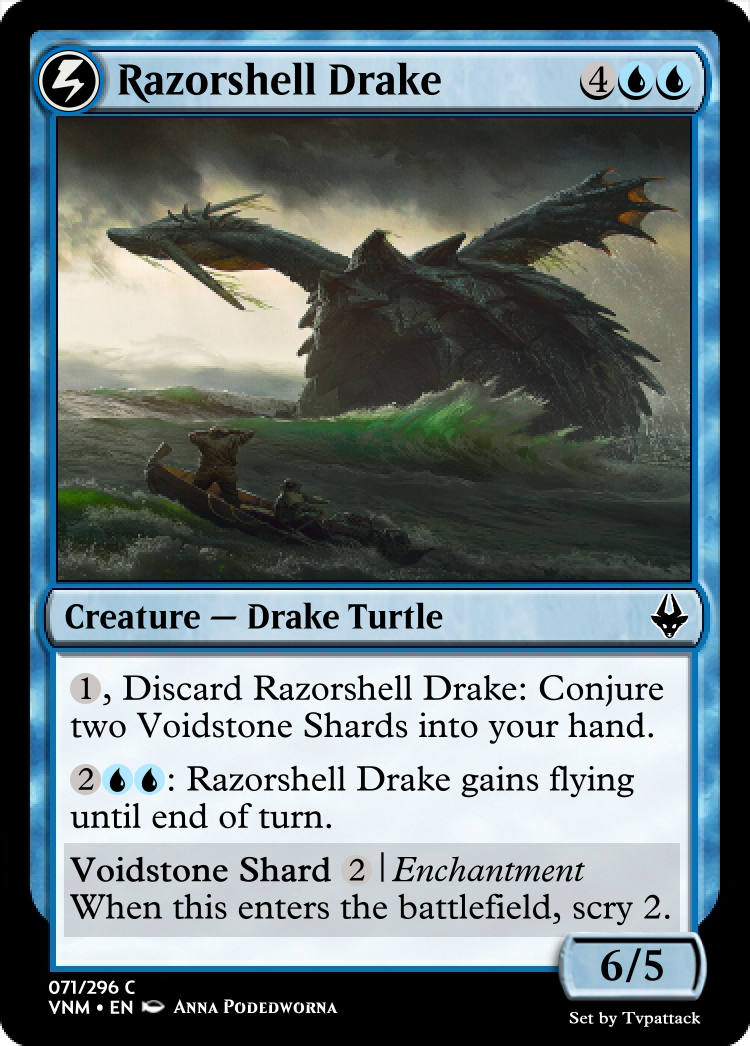 Razorshell Drake 4
Creature — Drake Turtle
1, Discard Razorshell Drake: Conjure
two Voidstone Shards into your hand.
2: Razorshell Drake gains flying
until end of turn.
Voidstone Shard 2 | Enchantment
When this enters the battlefield, scry 2.
6/5
071/296 C
VNM • EN Anna Podedworna
Set by Tvpattack